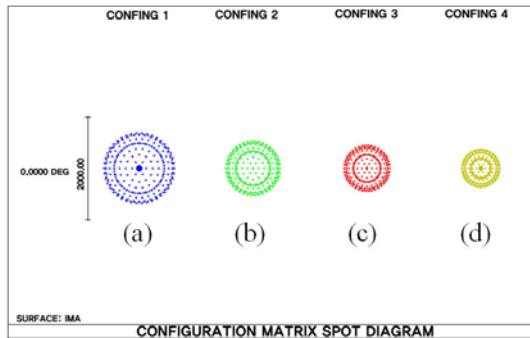 CONFING 1 CONFING 2 CONFING 3 CONFING 4
0,0000 DEG
2000,00
(a) (b) (c) (d)
SURFACE: IMA
CONFIGURATION MATRIX SPOT DIAGRAM